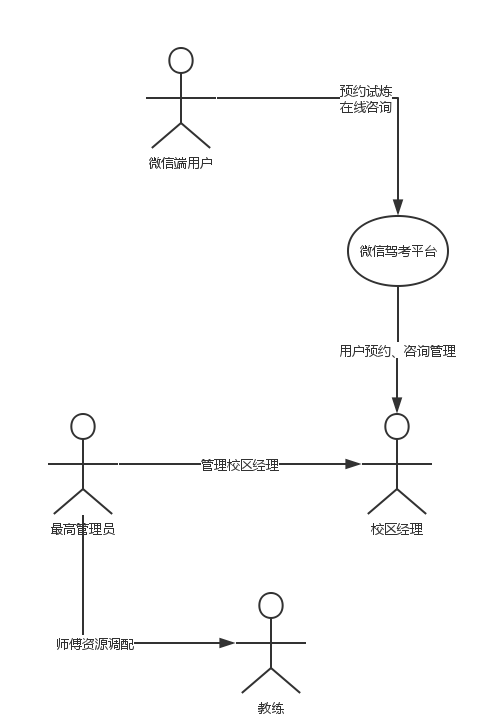 预约试炼
在线咨询
微信端用户
微信驾考平台
用户预约、咨询管理
管理校区经理
最高管理员
校区经理
师傅资源调配
教练